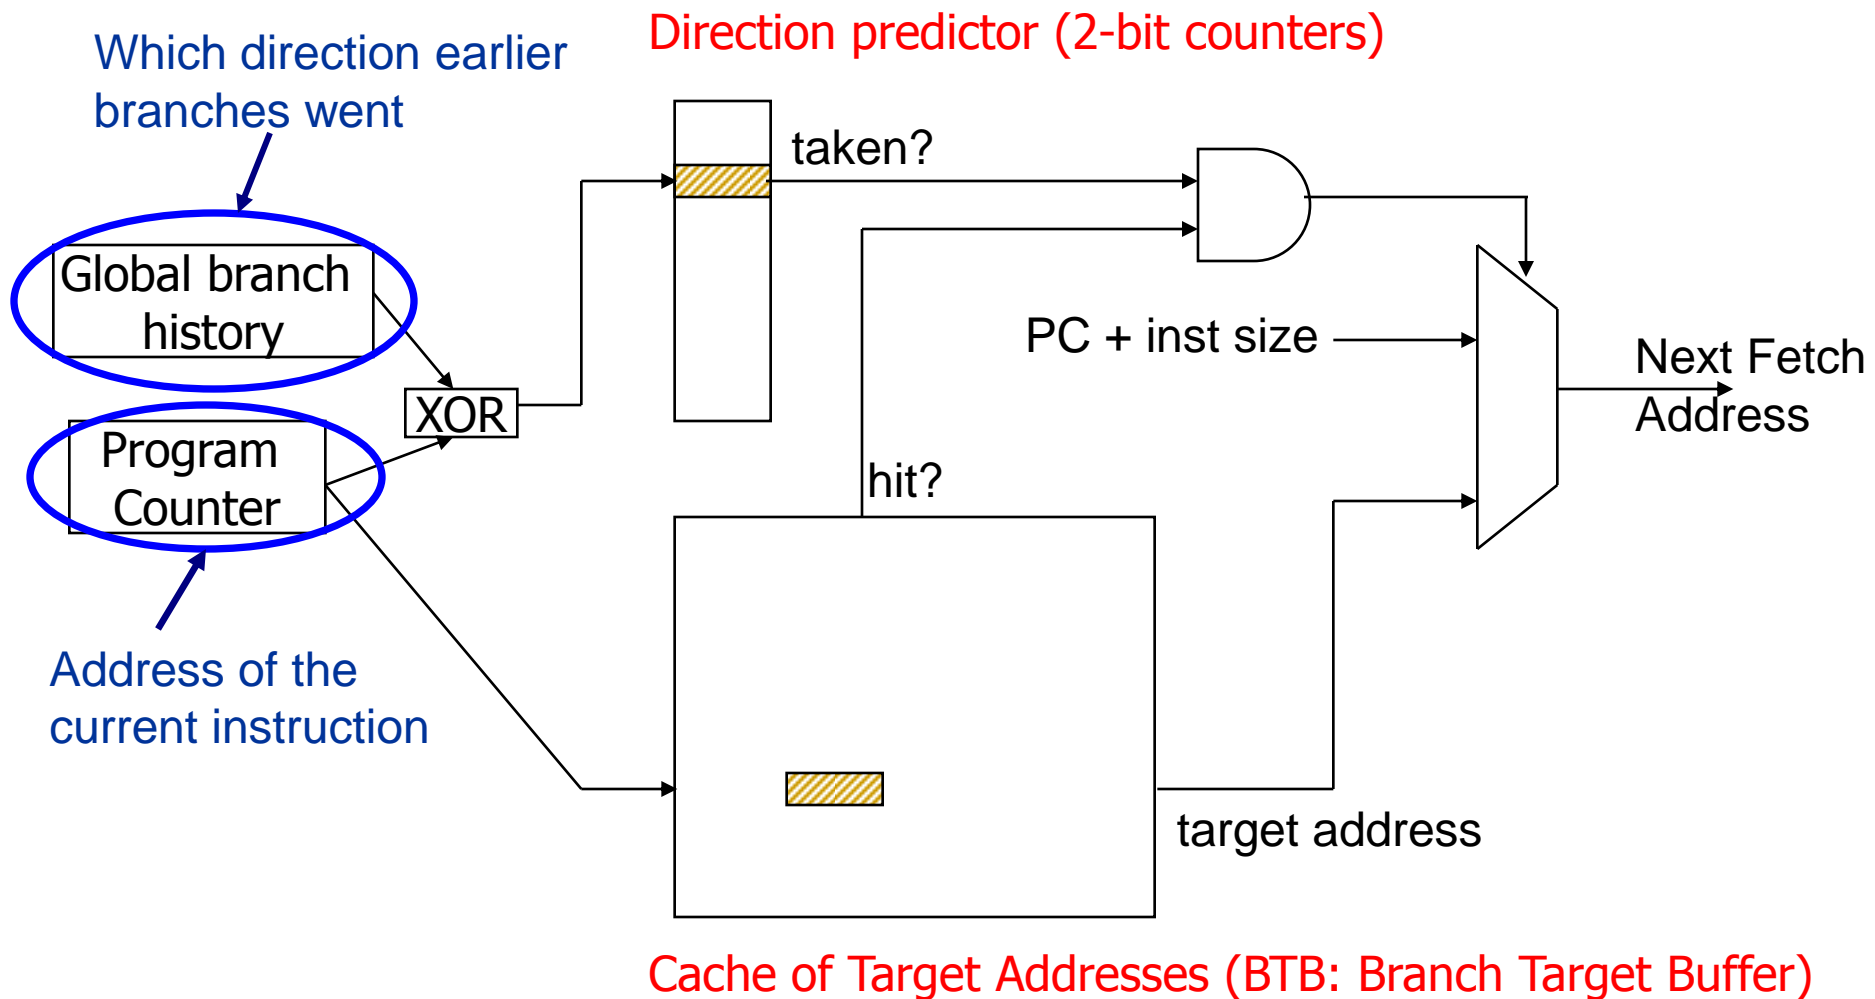 Direction predictor (2-bit counters)
Which direction earlier
branches went
taken?
Global branch
history
PC + inst size
Next Fetch
Address
XOR
Program
Counter
hit?
Address of the
current instruction
target address
Cache of Target Addresses (BTB: Branch Target Buffer)